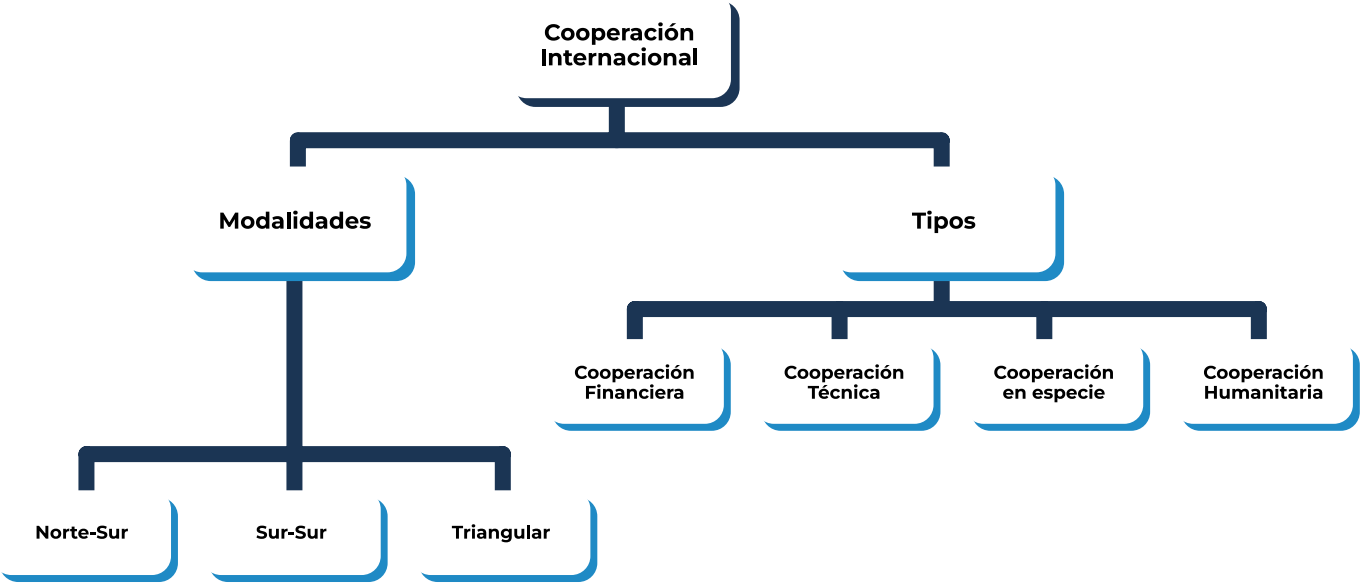 Cooperación
Internacional
Modalidades
Tipos
Cooperación
Financiera
Cooperación
Técnica
Cooperación
en especie
Cooperación
Humanitaria
Norte-Sur
Sur-Sur
Triangular